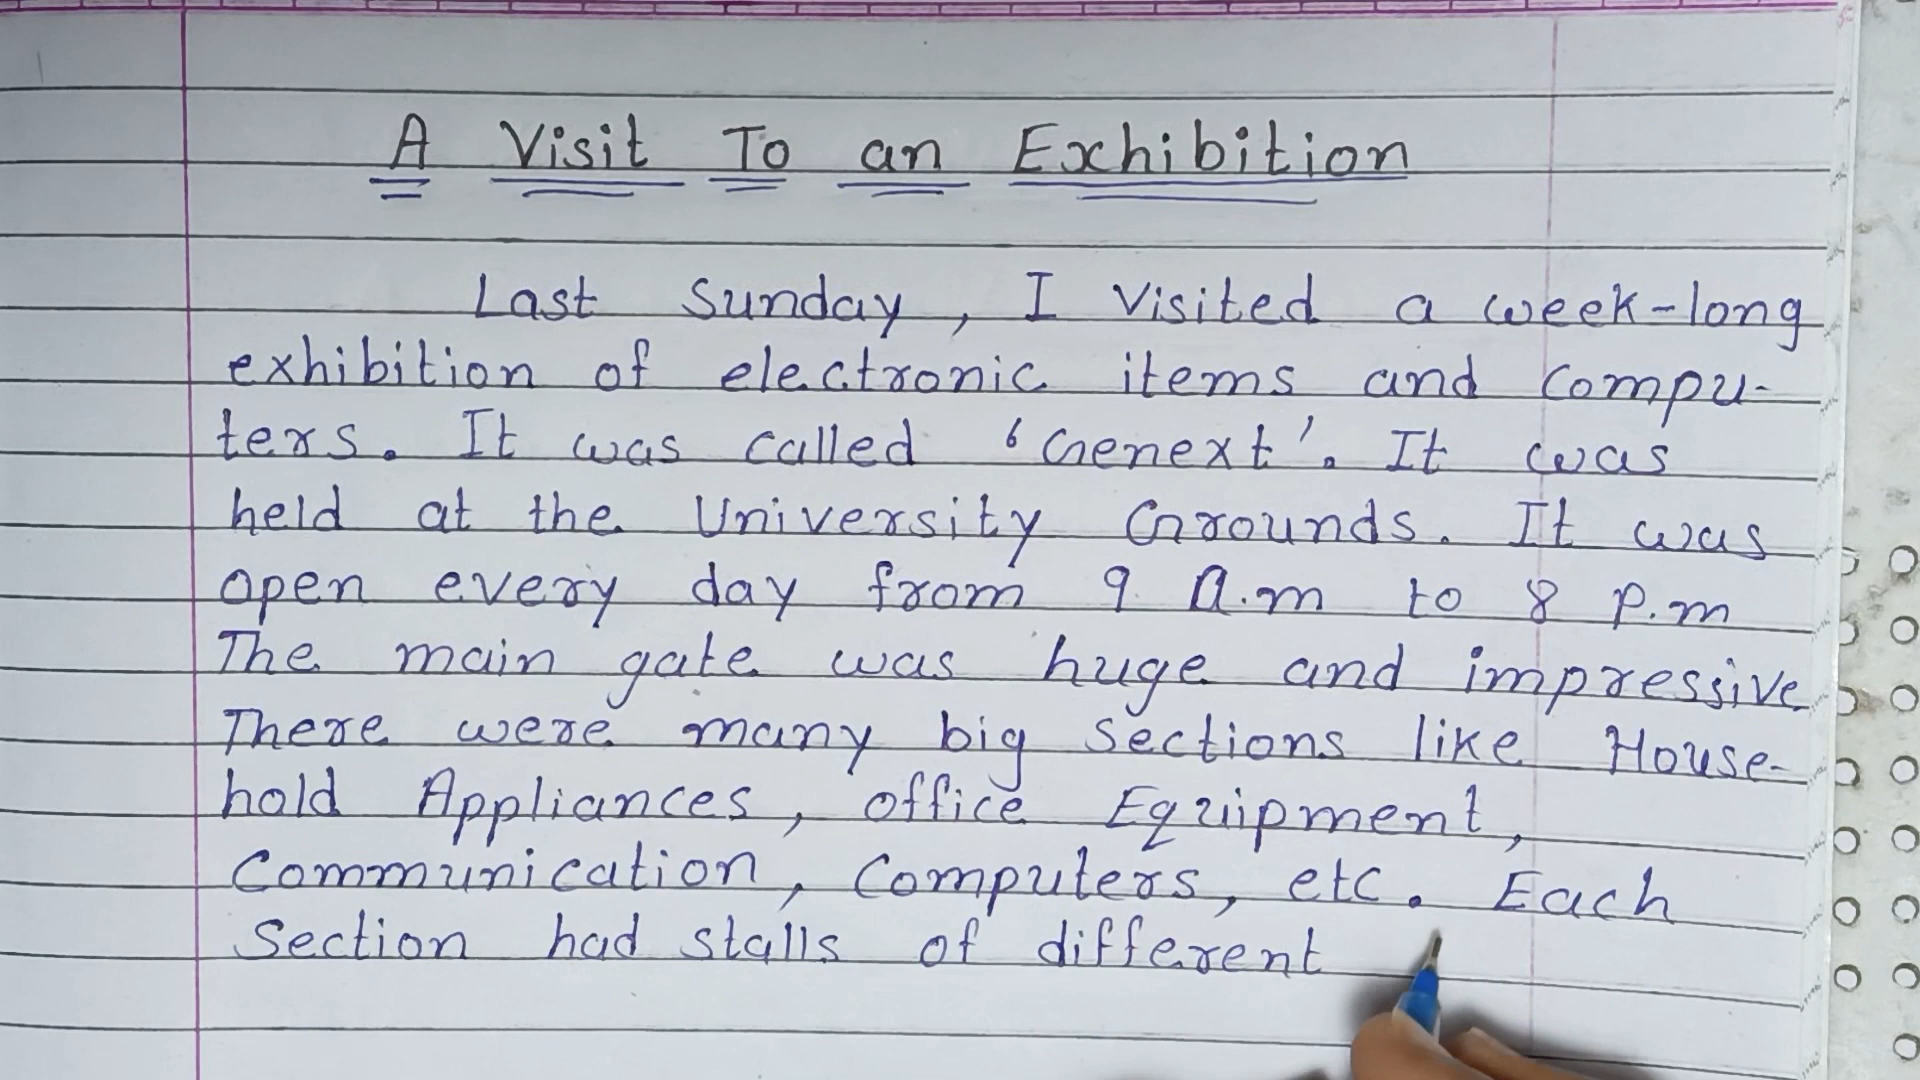 A Visit To an Exhibition
Last Sunday, I visited a week-long
exhibition of electronic items and compu-
ters. It was called 'Genext'. It was
held at the University Grounds. It was
open every day from 9 a.m to 8 p.m
The main gate was huge and impressive
There were many big sections like House-
hold Appliances, office Equipment,
Communication, Computers, etc. Each
section had stalls of different